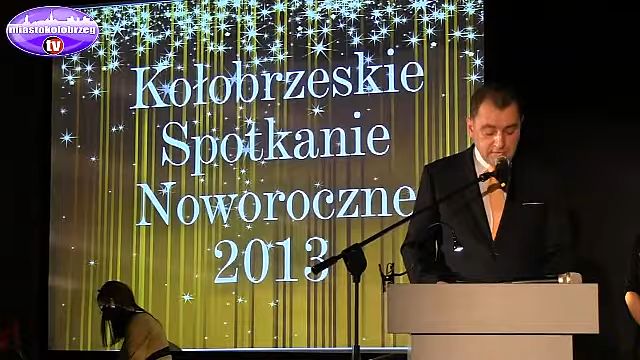 miastokolobrzeg
tv
Kołobrzeskie
Spotkanie
Noworoczne
2013